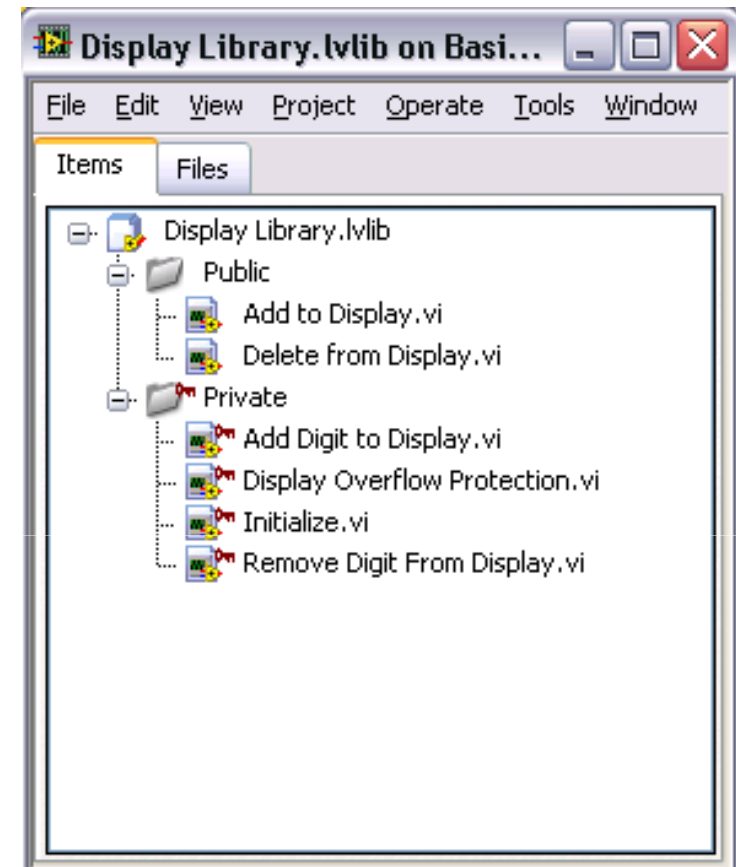 Display Library.lvlib on Basi...
File Edit View Project Operate Tools Window
Items Files
Display Library.lvlib
Public
Add to Display.vi
Delete from Display.vi
Private
Add Digit to Display.vi
Display Overflow Protection.vi
Initialize.vi
Remove Digit From Display.vi